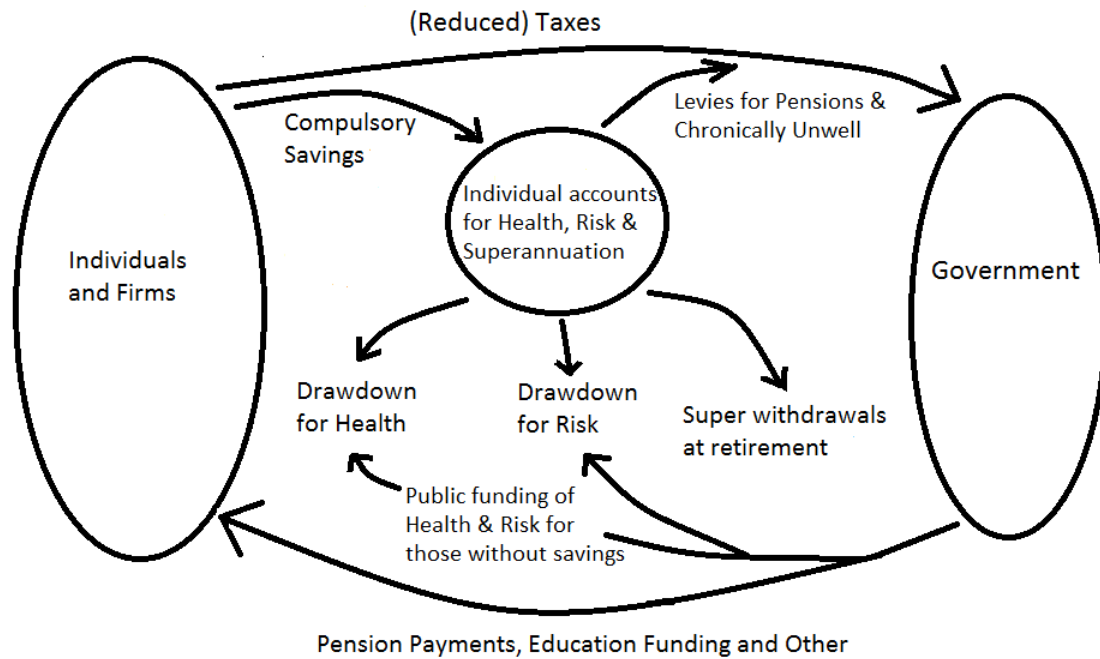 (Reduced) Taxes
Compulsory
Savings
Levies for Pensions &
Chronically Unwell
Individual accounts
for Health, Risk &
Superannuation
Individuals
and Firms
Government
Drawdown
for Health
Drawdown
for Risk
Super withdrawals
at retirement
Public funding of
Health & Risk for
those without savings
Pension Payments, Education Funding and Other